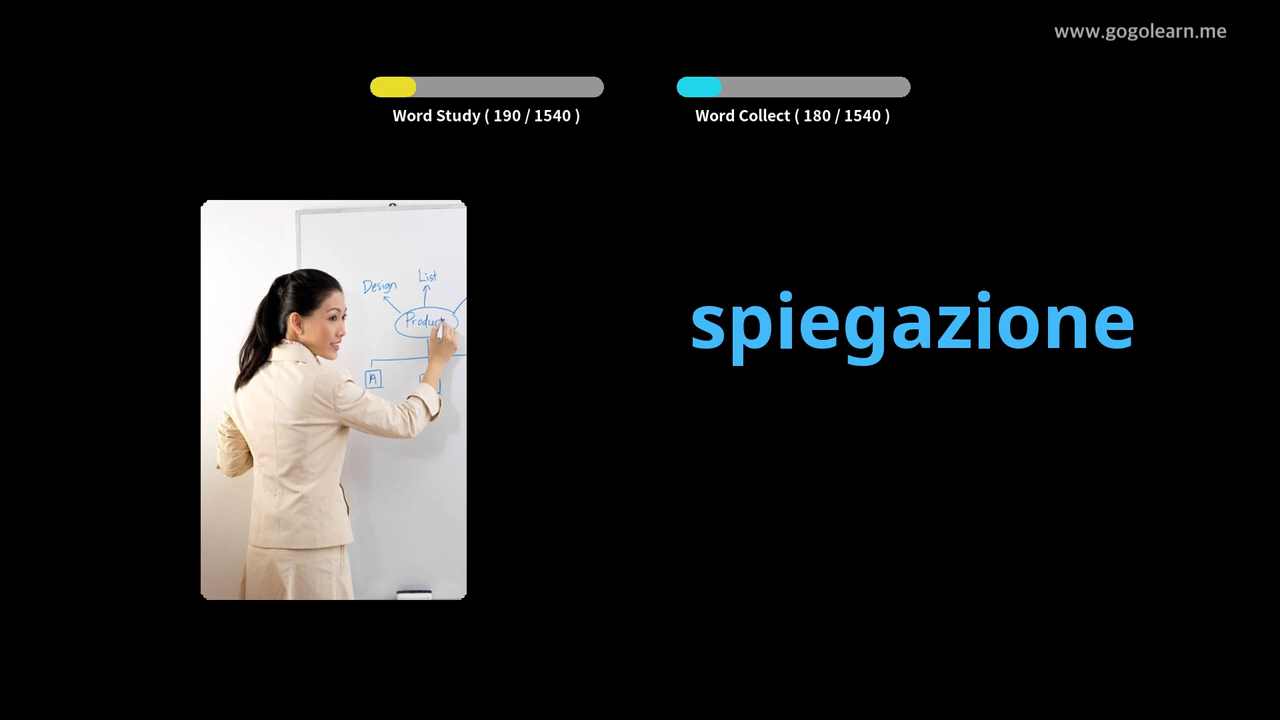 www.gogolearn.me
Word Study ( 190 / 1540 )
Word Collect ( 180 / 1540 )
List
Design
Product
A
spiegazione